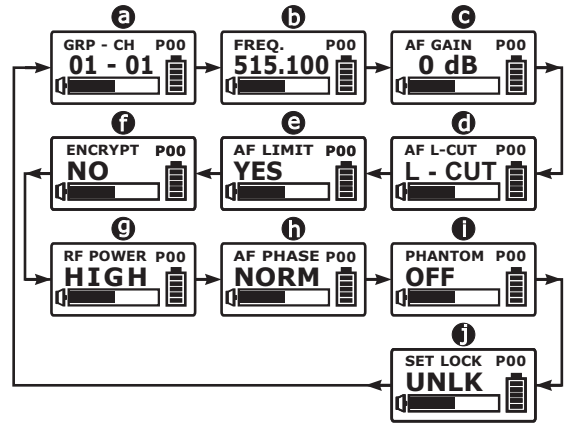 a b c
GRP - CH P00 FREQ. P00 AF GAIN P00
01 - 01 515.100 0 dB
f e d
ENCRYPT P00 AF LIMIT P00 AF L-CUT P00
NO YES L - CUT
g h i
RF POWER P00 AF PHASE P00 PHANTOM P00
HIGH NORM OFF
j
SET LOCK P00
UNLK